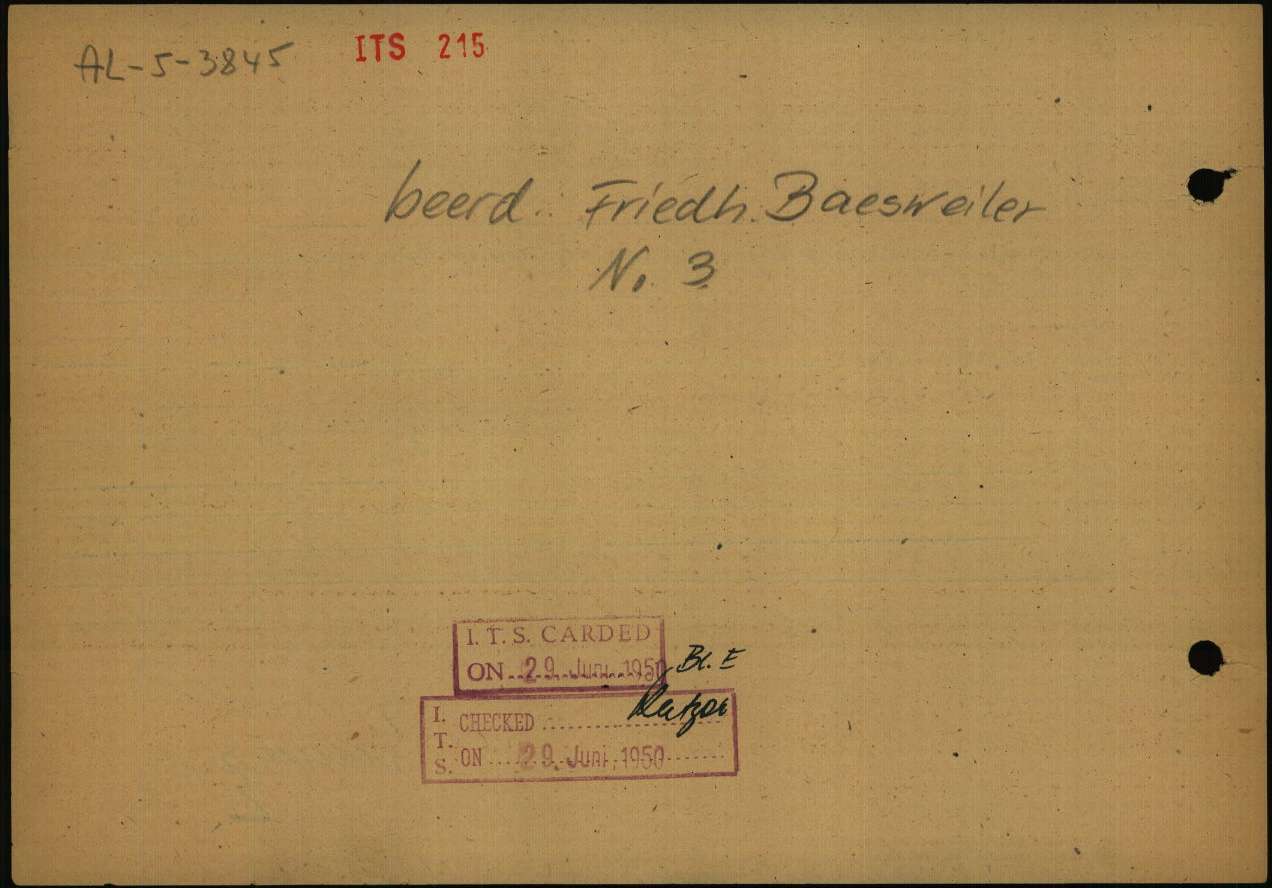 AL-5-3845 ITS 215
beerd. Friedh. Baesweiler
N. 3
I. T. S. CARDED
ON 29. Juni 1950 Bl. E
I. T. S. CHECKED
ON 29. Juni 1950